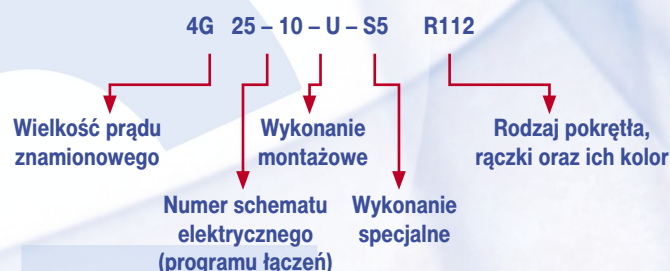 4G 25 – 10 – U – S5 R112
Wielkość prądu
znamionowego
Wykonanie
montażowe
Rodzaj pokrętła,
rączki oraz ich kolor
Numer schematu
elektrycznego
(programu łączeń)
Wykonanie
specjalne